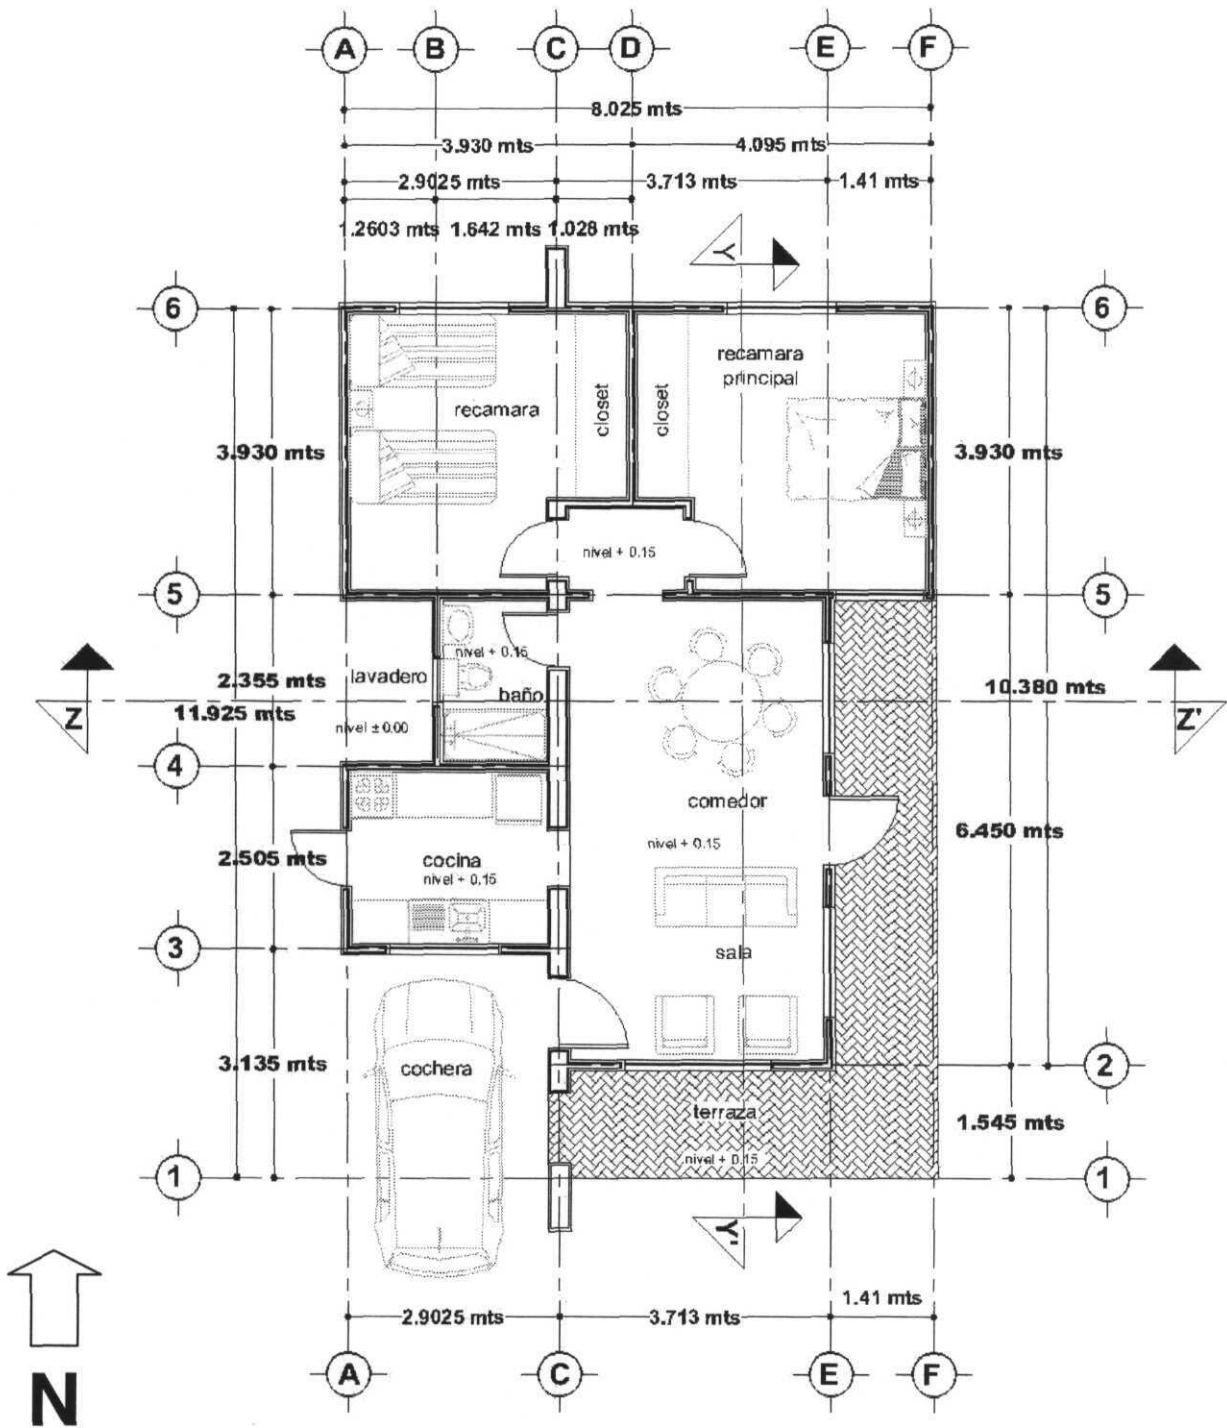 A B C D E F
8.025 mts
3.930 mts 4.095 mts
2.9025 mts 3.713 mts 1.41 mts
1.2603 mts 1.642 mts 1.028 mts
Y
6 6
recamara
principal
recamara closet closet
3.930 mts 3.930 mts
nivel + 0.15
5 5
nivel + 0.15
lavadero 2.355 mts baño 10.380 mts
11.925 mts
Z Z'
nivel ± 0.00
4
comedor
6.450 mts
nivel + 0.15
2.505 mts cocina
nivel + 0.15
3 sala
3.135 mts cochera 2
terraza
1.545 mts
nivel + 0.15
1 1
Y'
1.41 mts
2.9025 mts 3.713 mts
A C E F
N